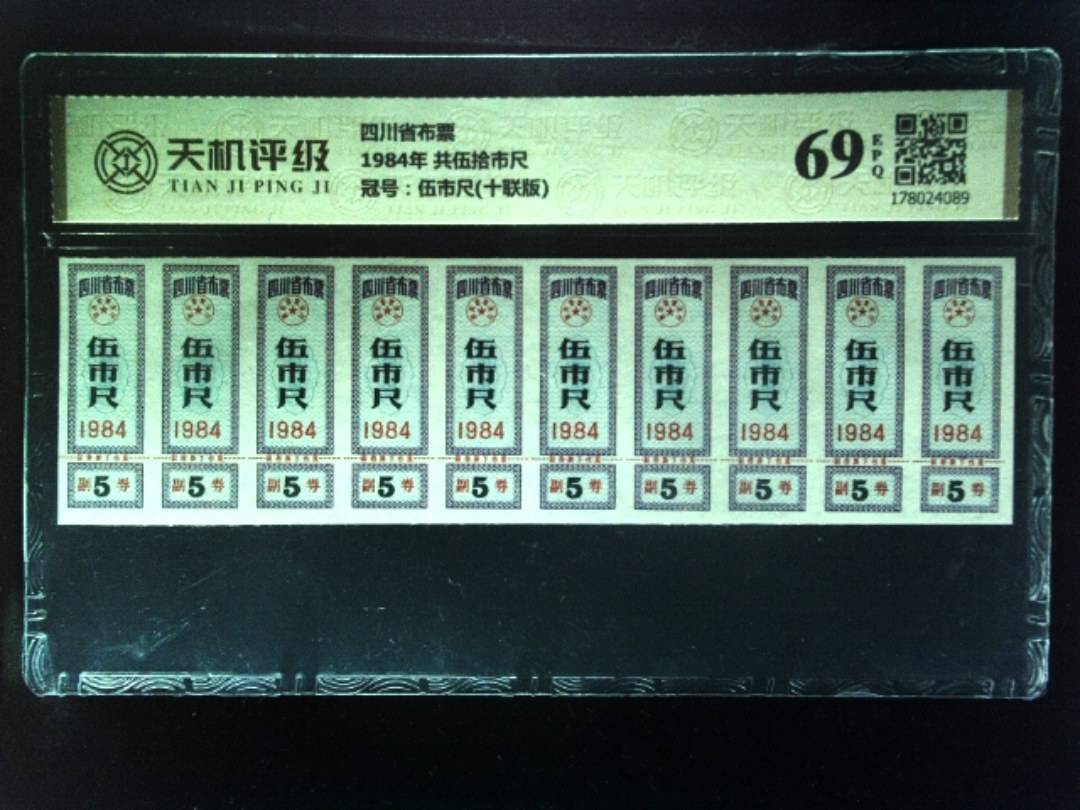 天机评级
TIAN JI PING JI
四川省布票
1984年 共伍拾市尺
冠号：伍市尺(十联版)
69
EPQ
178024089
四川省布票 四川省布票 四川省布票 四川省布票 四川省布票 四川省布票 四川省布票 四川省布票 四川省布票 四川省布票
伍市尺 伍市尺 伍市尺 伍市尺 伍市尺 伍市尺 伍市尺 伍市尺 伍市尺 伍市尺
1984 1984 1984 1984 1984 1984 1984 1984 1984 1984
副5券 副5券 副5券 副5券 副5券 副5券 副5券 副5券 副5券 副5券